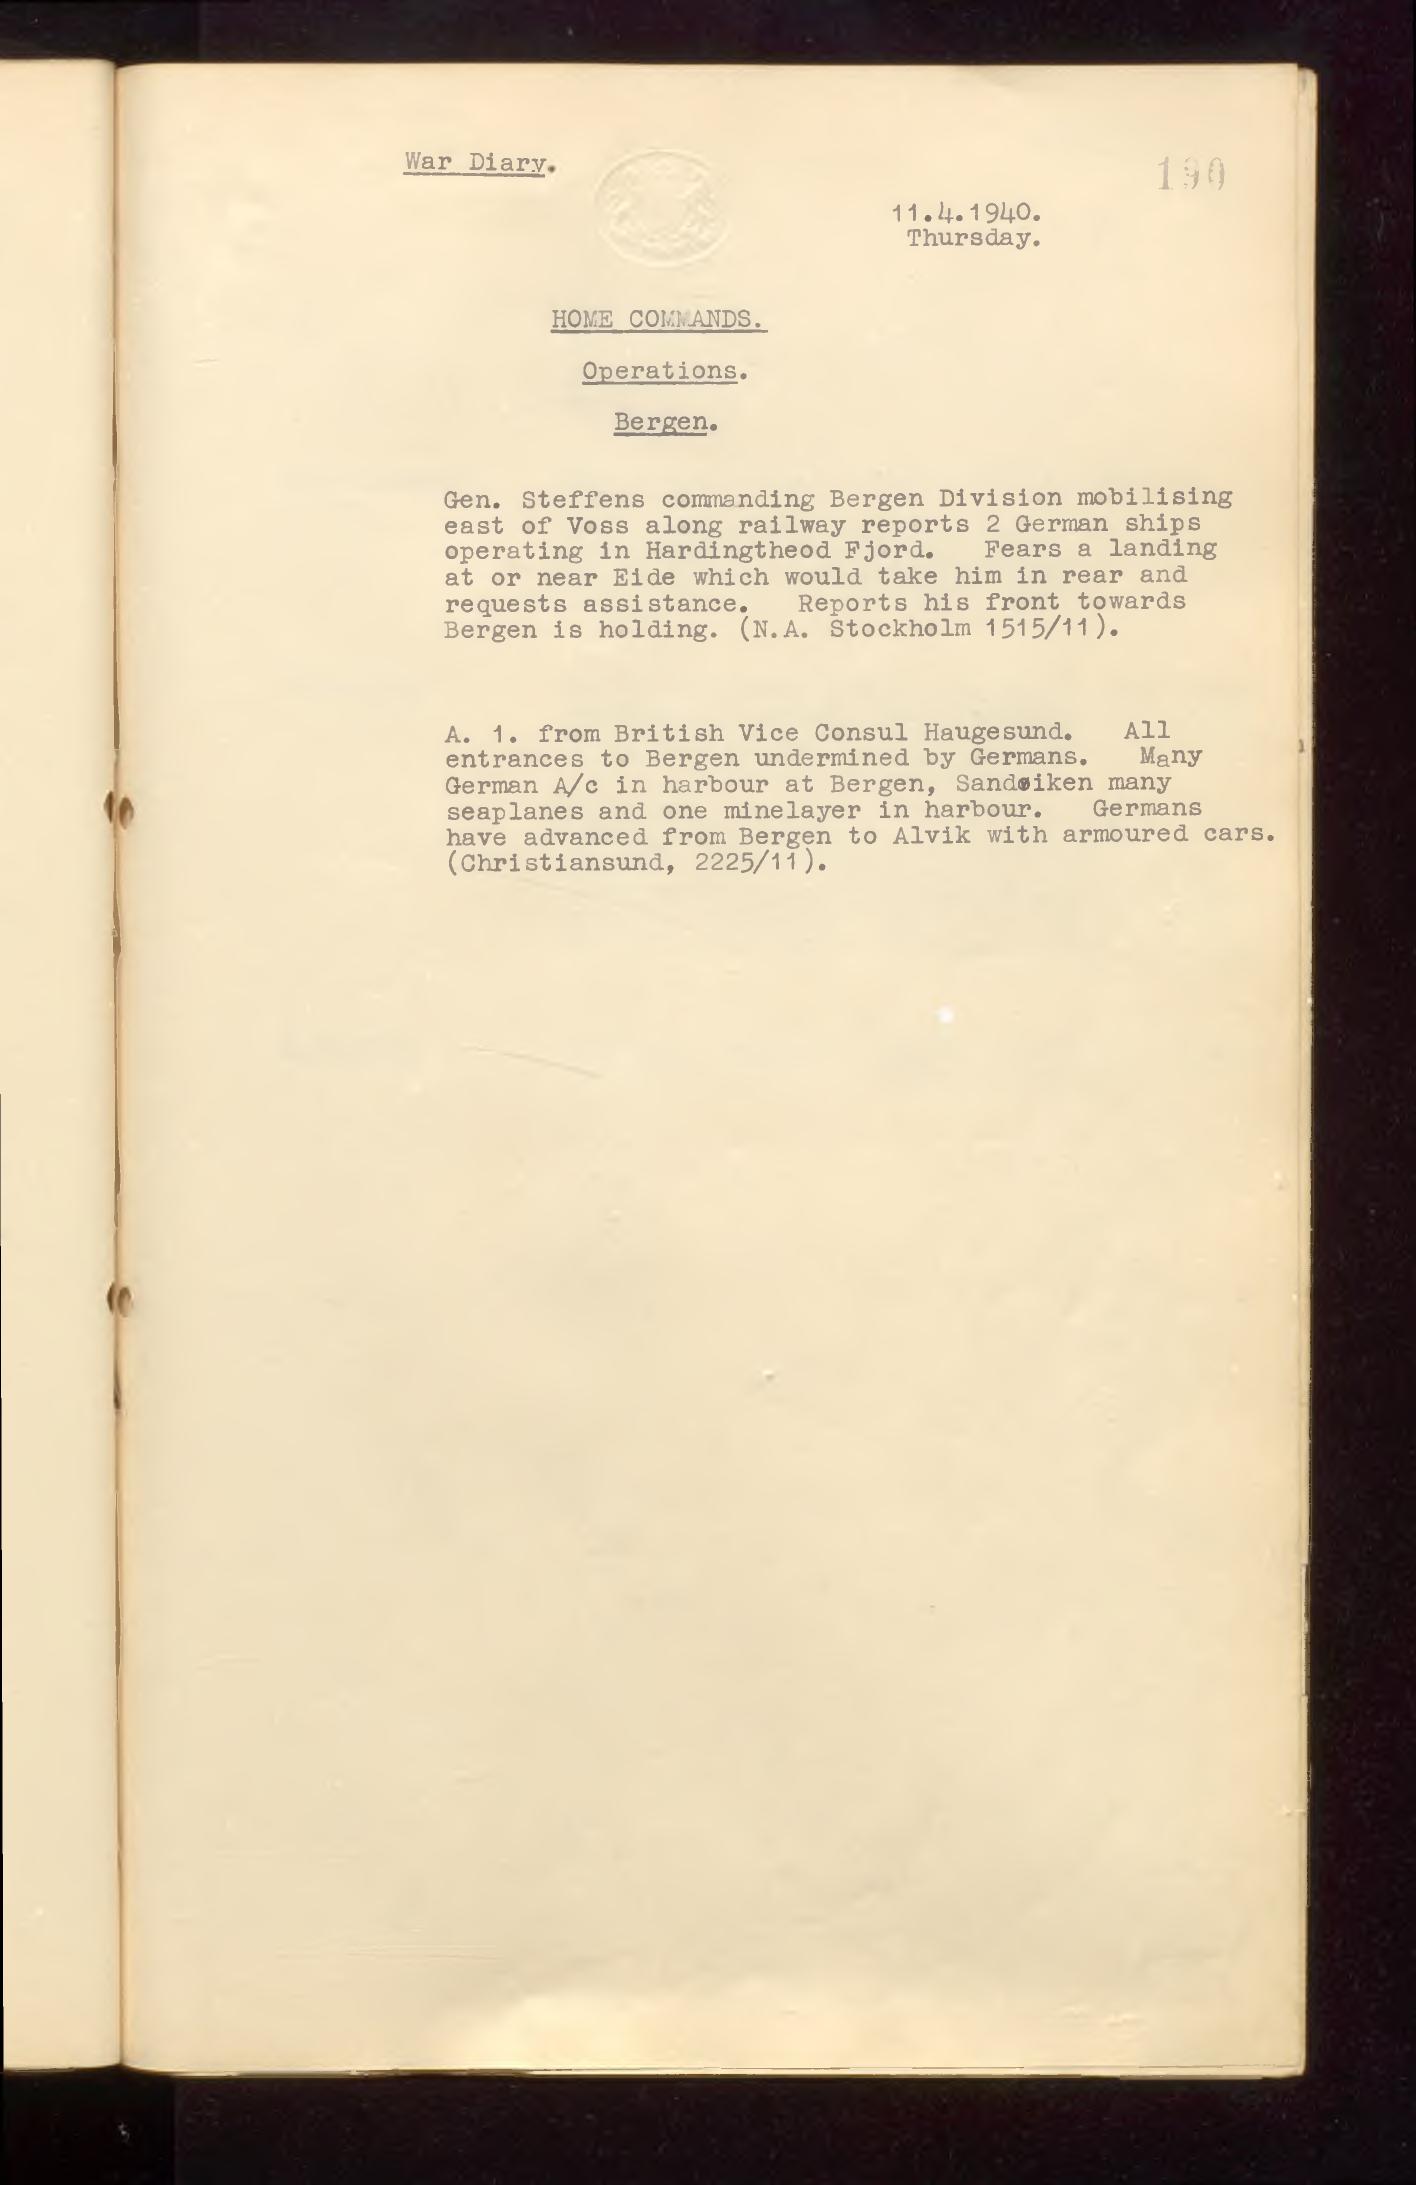 War Diary.
190
11.4.1940.
Thursday.
HOME COMMANDS.
Operations.
Bergen.
Gen. Steffens commanding Bergen Division mobilising
east of Voss along railway reports 2 German ships
operating in Hardingtheod Fjord. Fears a landing
at or near Eide which would take him in rear and
requests assistance. Reports his front towards
Bergen is holding. (N.A. Stockholm 1515/11).
A. 1. from British Vice Consul Haugesund. All
entrances to Bergen undermined by Germans. Many
German A/c in harbour at Bergen, Sandøiken many
seaplanes and one minelayer in harbour. Germans
have advanced from Bergen to Alvik with armoured cars.
(Christiansund, 2225/11).